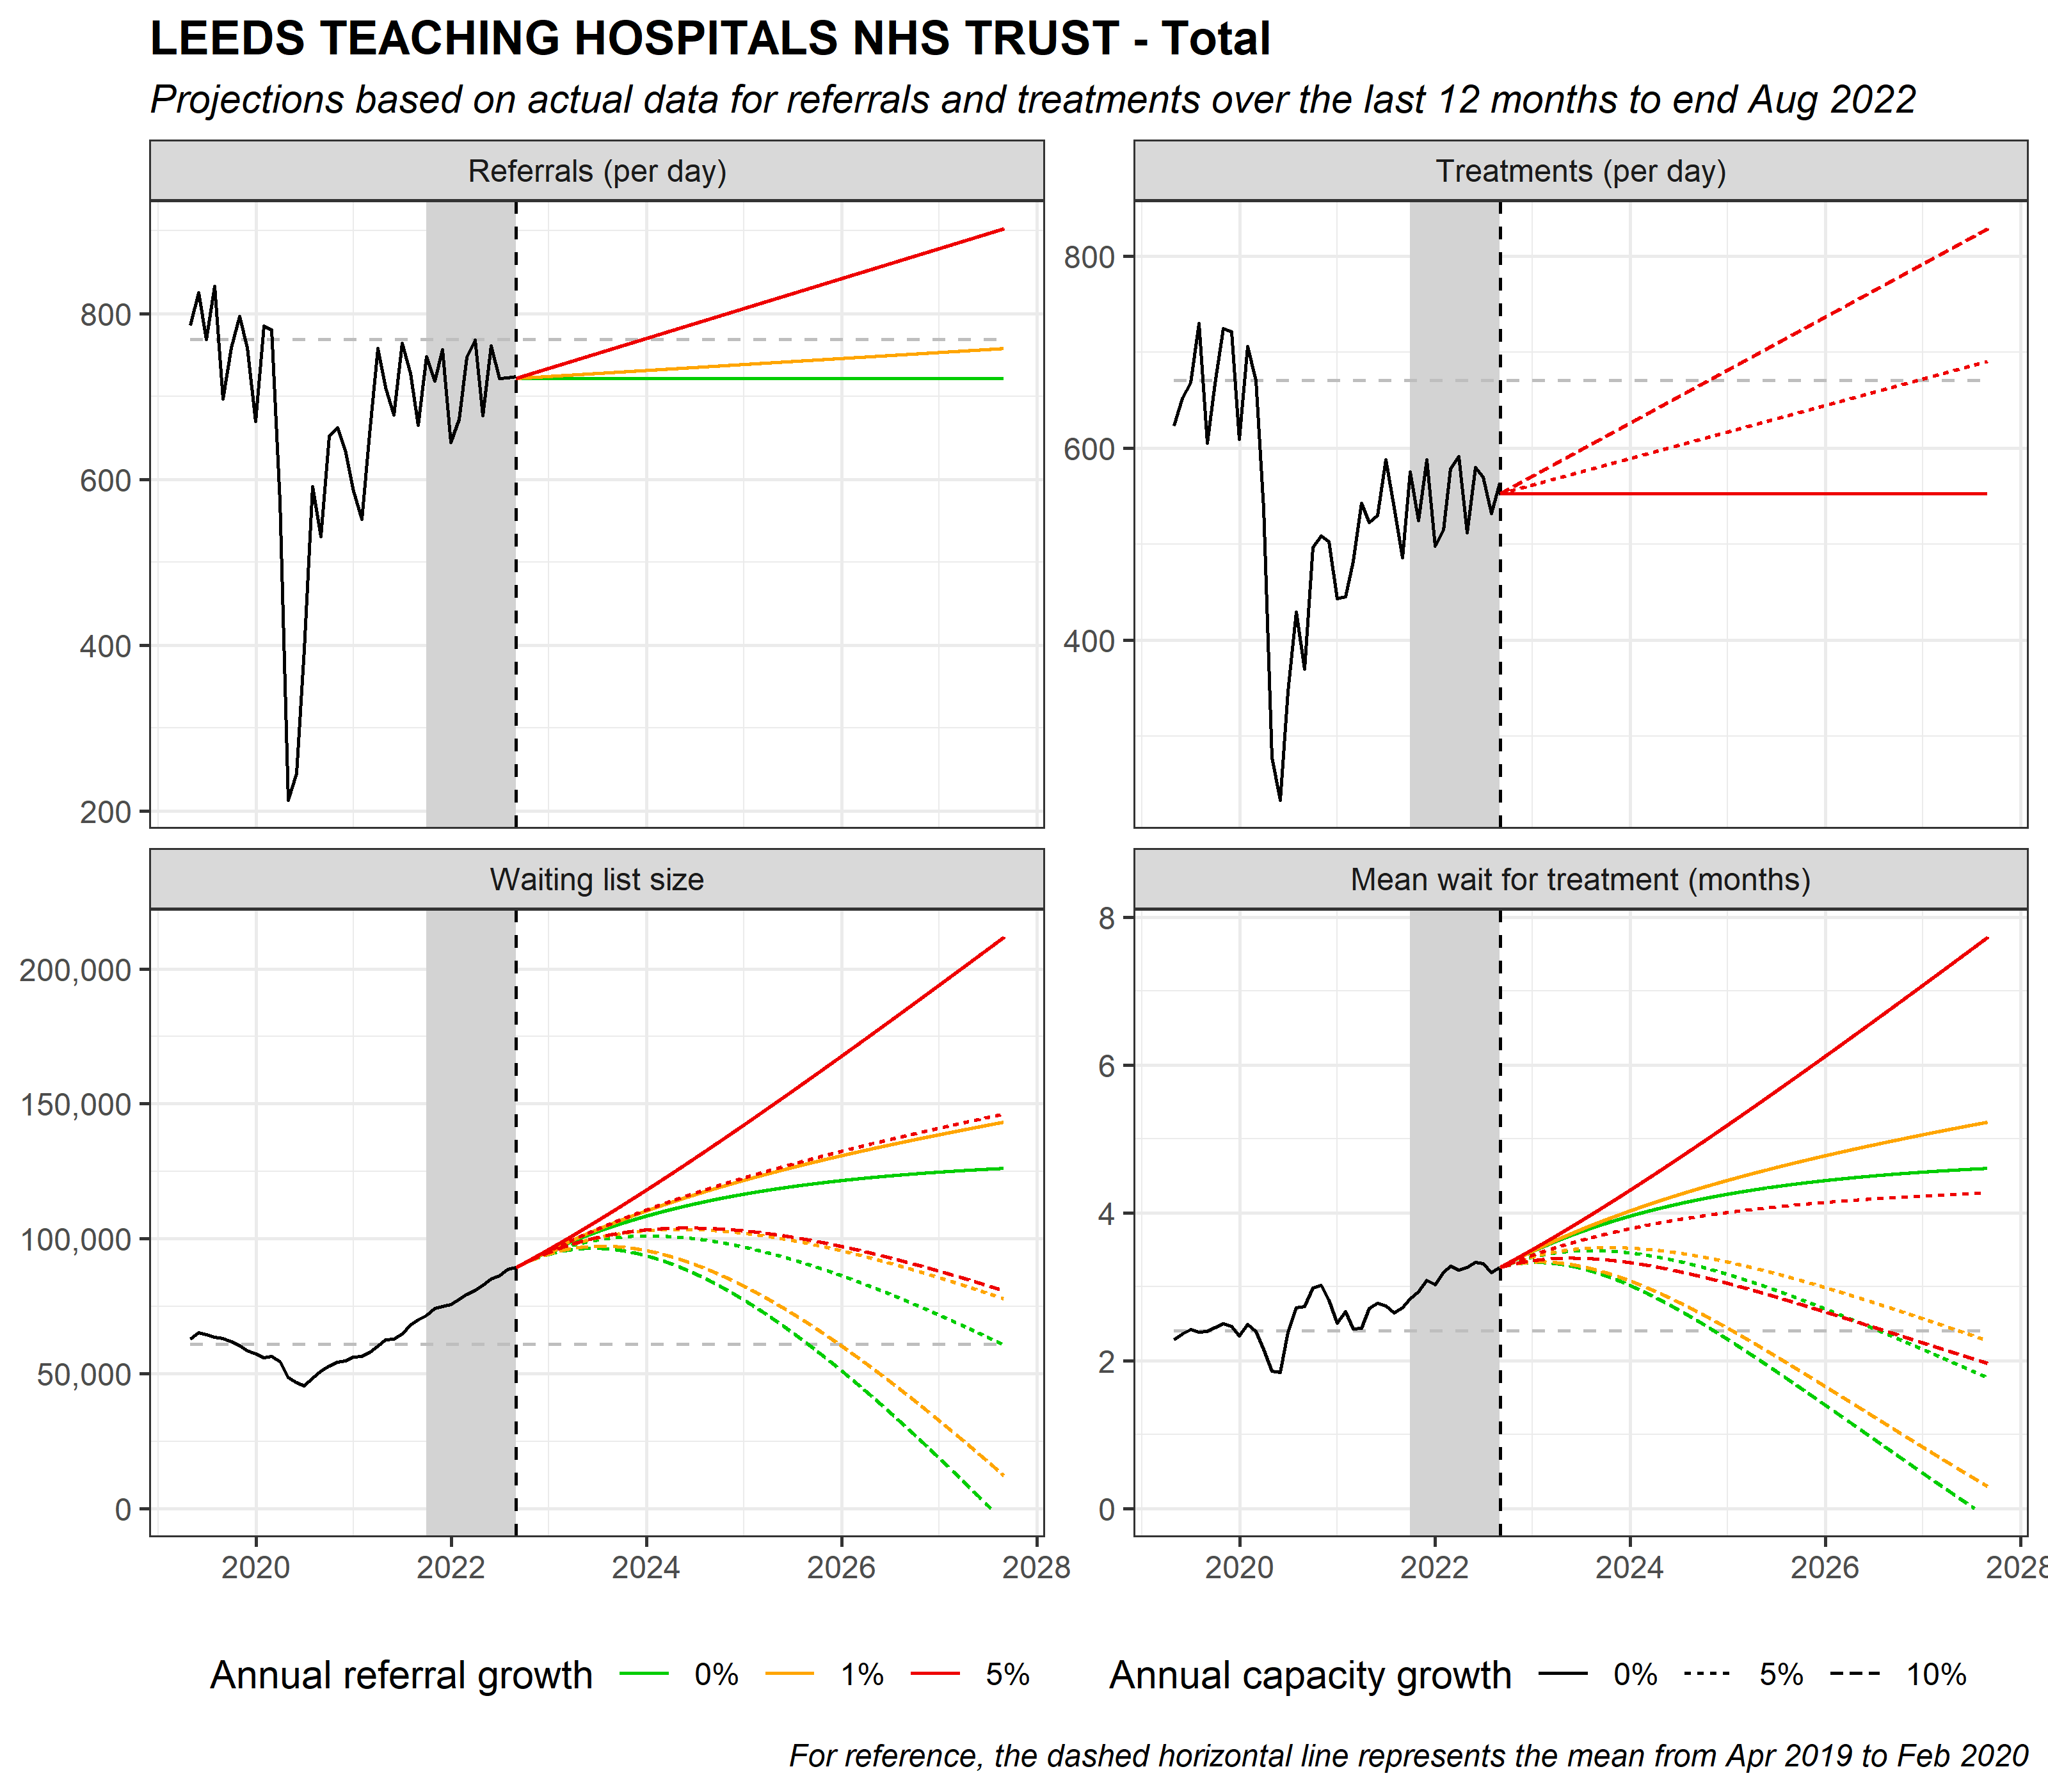 LEEDS TEACHING HOSPITALS NHS TRUST - Total
Projections based on actual data for referrals and treatments over the last 12 months to end Aug 2022
Referrals (per day)
800
600
400
200
Treatments (per day)
800
600
400
Waiting list size
200,000
150,000
100,000
50,000
0
2020 2022 2024 2026 2028
Mean wait for treatment (months)
8
6
4
2
0
2020 2022 2024 2026 2028
Annual referral growth 0% 1% 5%
Annual capacity growth 0% 5% 10%
For reference, the dashed horizontal line represents the mean from Apr 2019 to Feb 2020